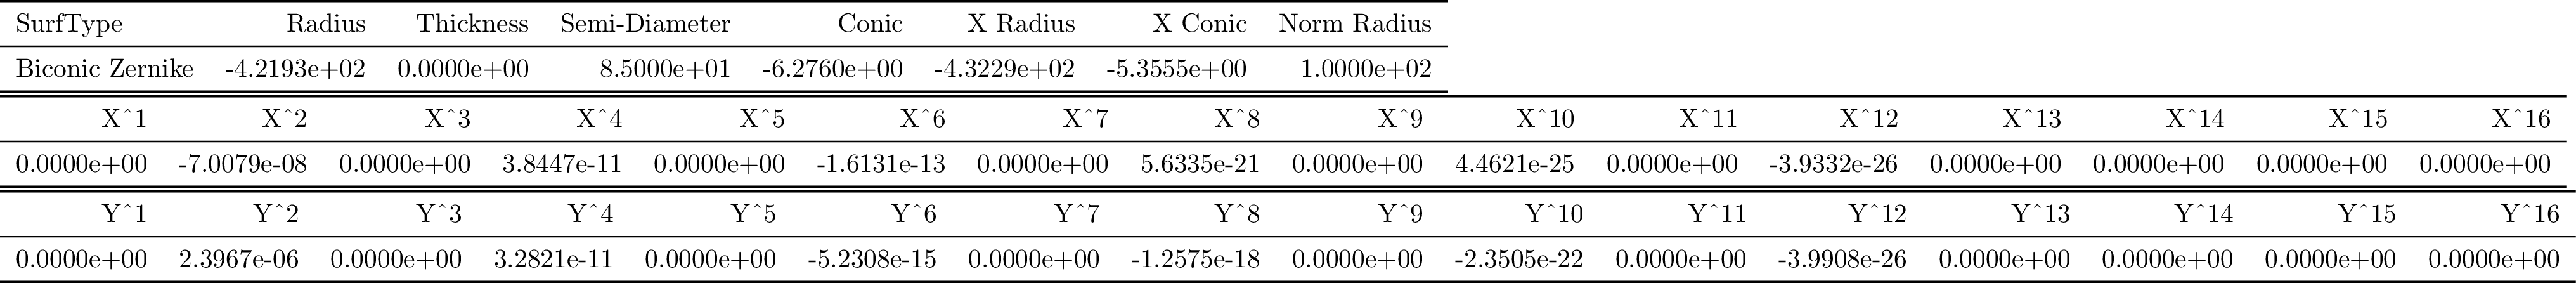 SurfType Radius Thickness Semi-Diameter Conic X Radius X Conic Norm Radius
Biconic Zernike -4.2193e+02 0.0000e+00 8.5000e+01 -6.2760e+00 -4.3229e+02 -5.3555e+00 1.0000e+02
X^1 X^2 X^3 X^4 X^5 X^6 X^7 X^8 X^9 X^10 X^11 X^12 X^13 X^14 X^15 X^16
0.0000e+00 -7.0079e-08 0.0000e+00 3.8447e-11 0.0000e+00 -1.6131e-13 0.0000e+00 5.6335e-21 0.0000e+00 4.4621e-25 0.0000e+00 -3.9332e-26 0.0000e+00 0.0000e+00 0.0000e+00 0.0000e+00
Y^1 Y^2 Y^3 Y^4 Y^5 Y^6 Y^7 Y^8 Y^9 Y^10 Y^11 Y^12 Y^13 Y^14 Y^15 Y^16
0.0000e+00 2.3967e-06 0.0000e+00 3.2821e-11 0.0000e+00 -5.2308e-15 0.0000e+00 -1.2575e-18 0.0000e+00 -2.3505e-22 0.0000e+00 -3.9908e-26 0.0000e+00 0.0000e+00 0.0000e+00 0.0000e+00